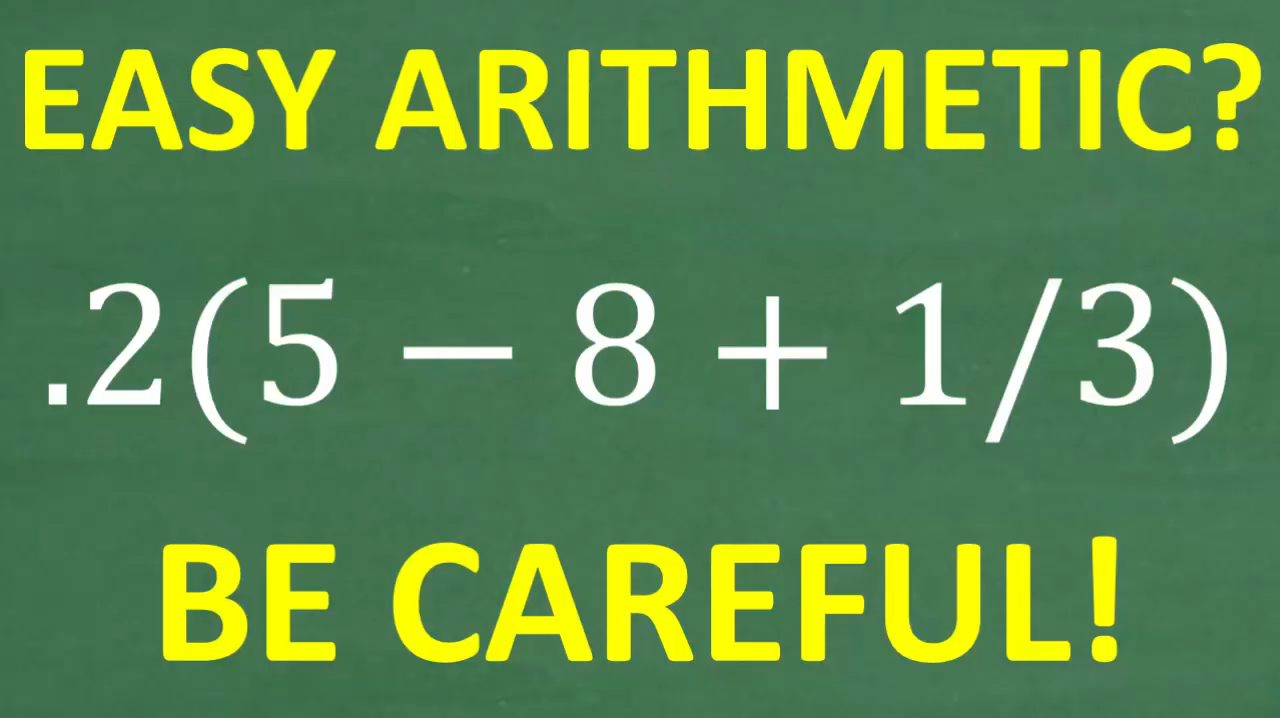 EASY ARITHMETIC?
.2(5 − 8 + 1/3)
BE CAREFUL!